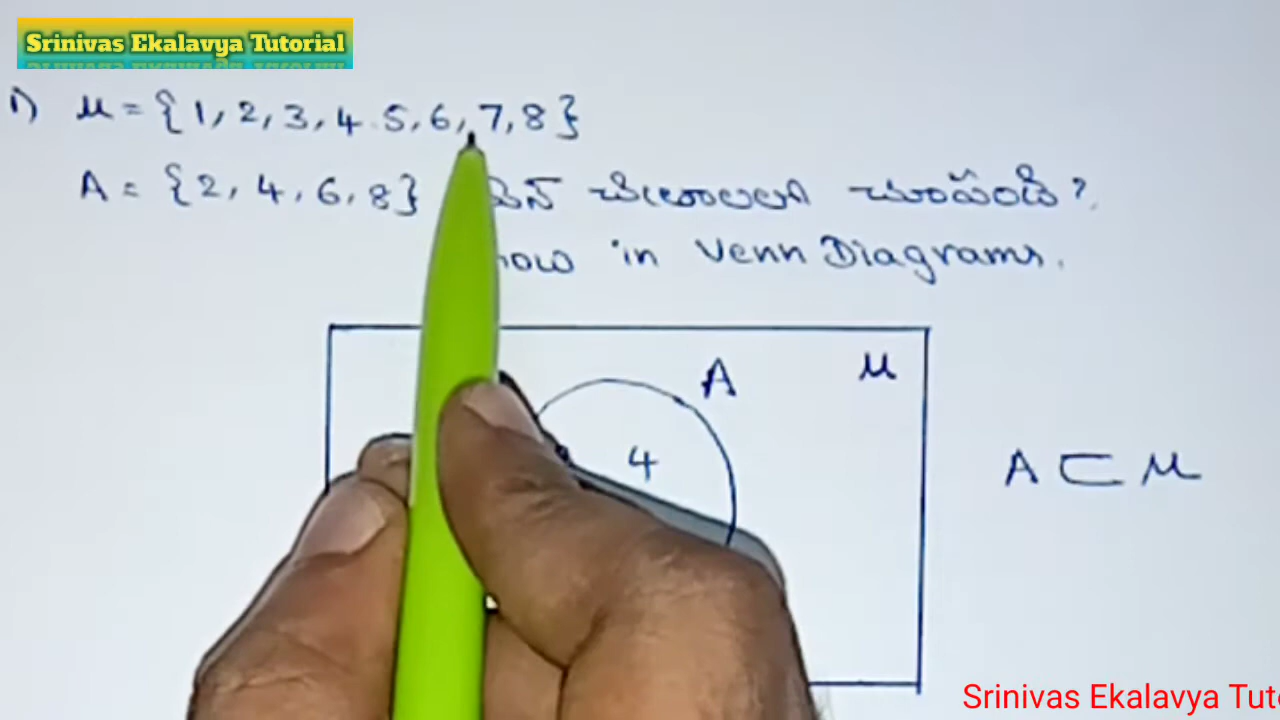 Srinivas Ekalavya Tutorial
1) μ = {1, 2, 3, 4 5, 6, 7, 8}
A = {2, 4, 6, 8} చూపండి?
in Venn Diagrams.
A μ
4
A ⊂ μ
Srinivas Ekalavya